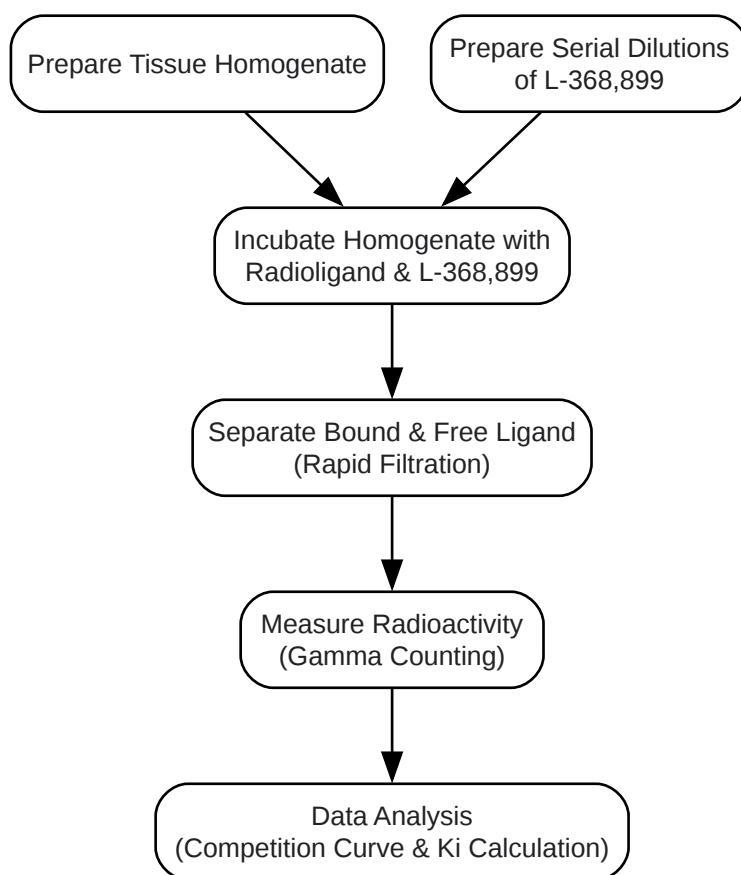 Prepare Tissue Homogenate
Prepare Serial Dilutions
of L-368,899
Incubate Homogenate with
Radioligand & L-368,899
Separate Bound & Free Ligand
(Rapid Filtration)
Measure Radioactivity
(Gamma Counting)
Data Analysis
(Competition Curve & Ki Calculation)